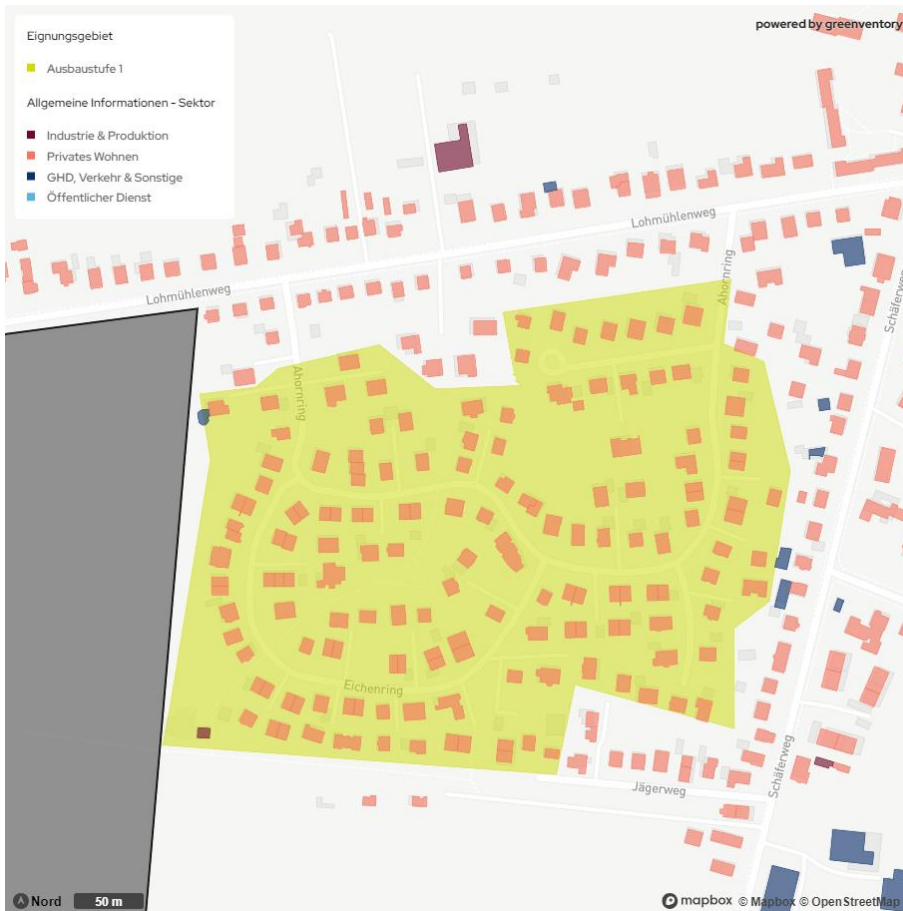 Eignungsgebiet
Ausbaustufe 1
Allgemeine Informationen - Sektor
Industrie & Produktion
Privates Wohnen
GHD, Verkehr & Sonstige
Öffentlicher Dienst
powered by greenventory
Lohmühlenweg
Lohmühlenweg
Ahornring
Schäferweg
Ahornring
Eichenring
Schäferweg
Jägerweg
Nord
50 m
mapbox © Mapbox © OpenStreetMap